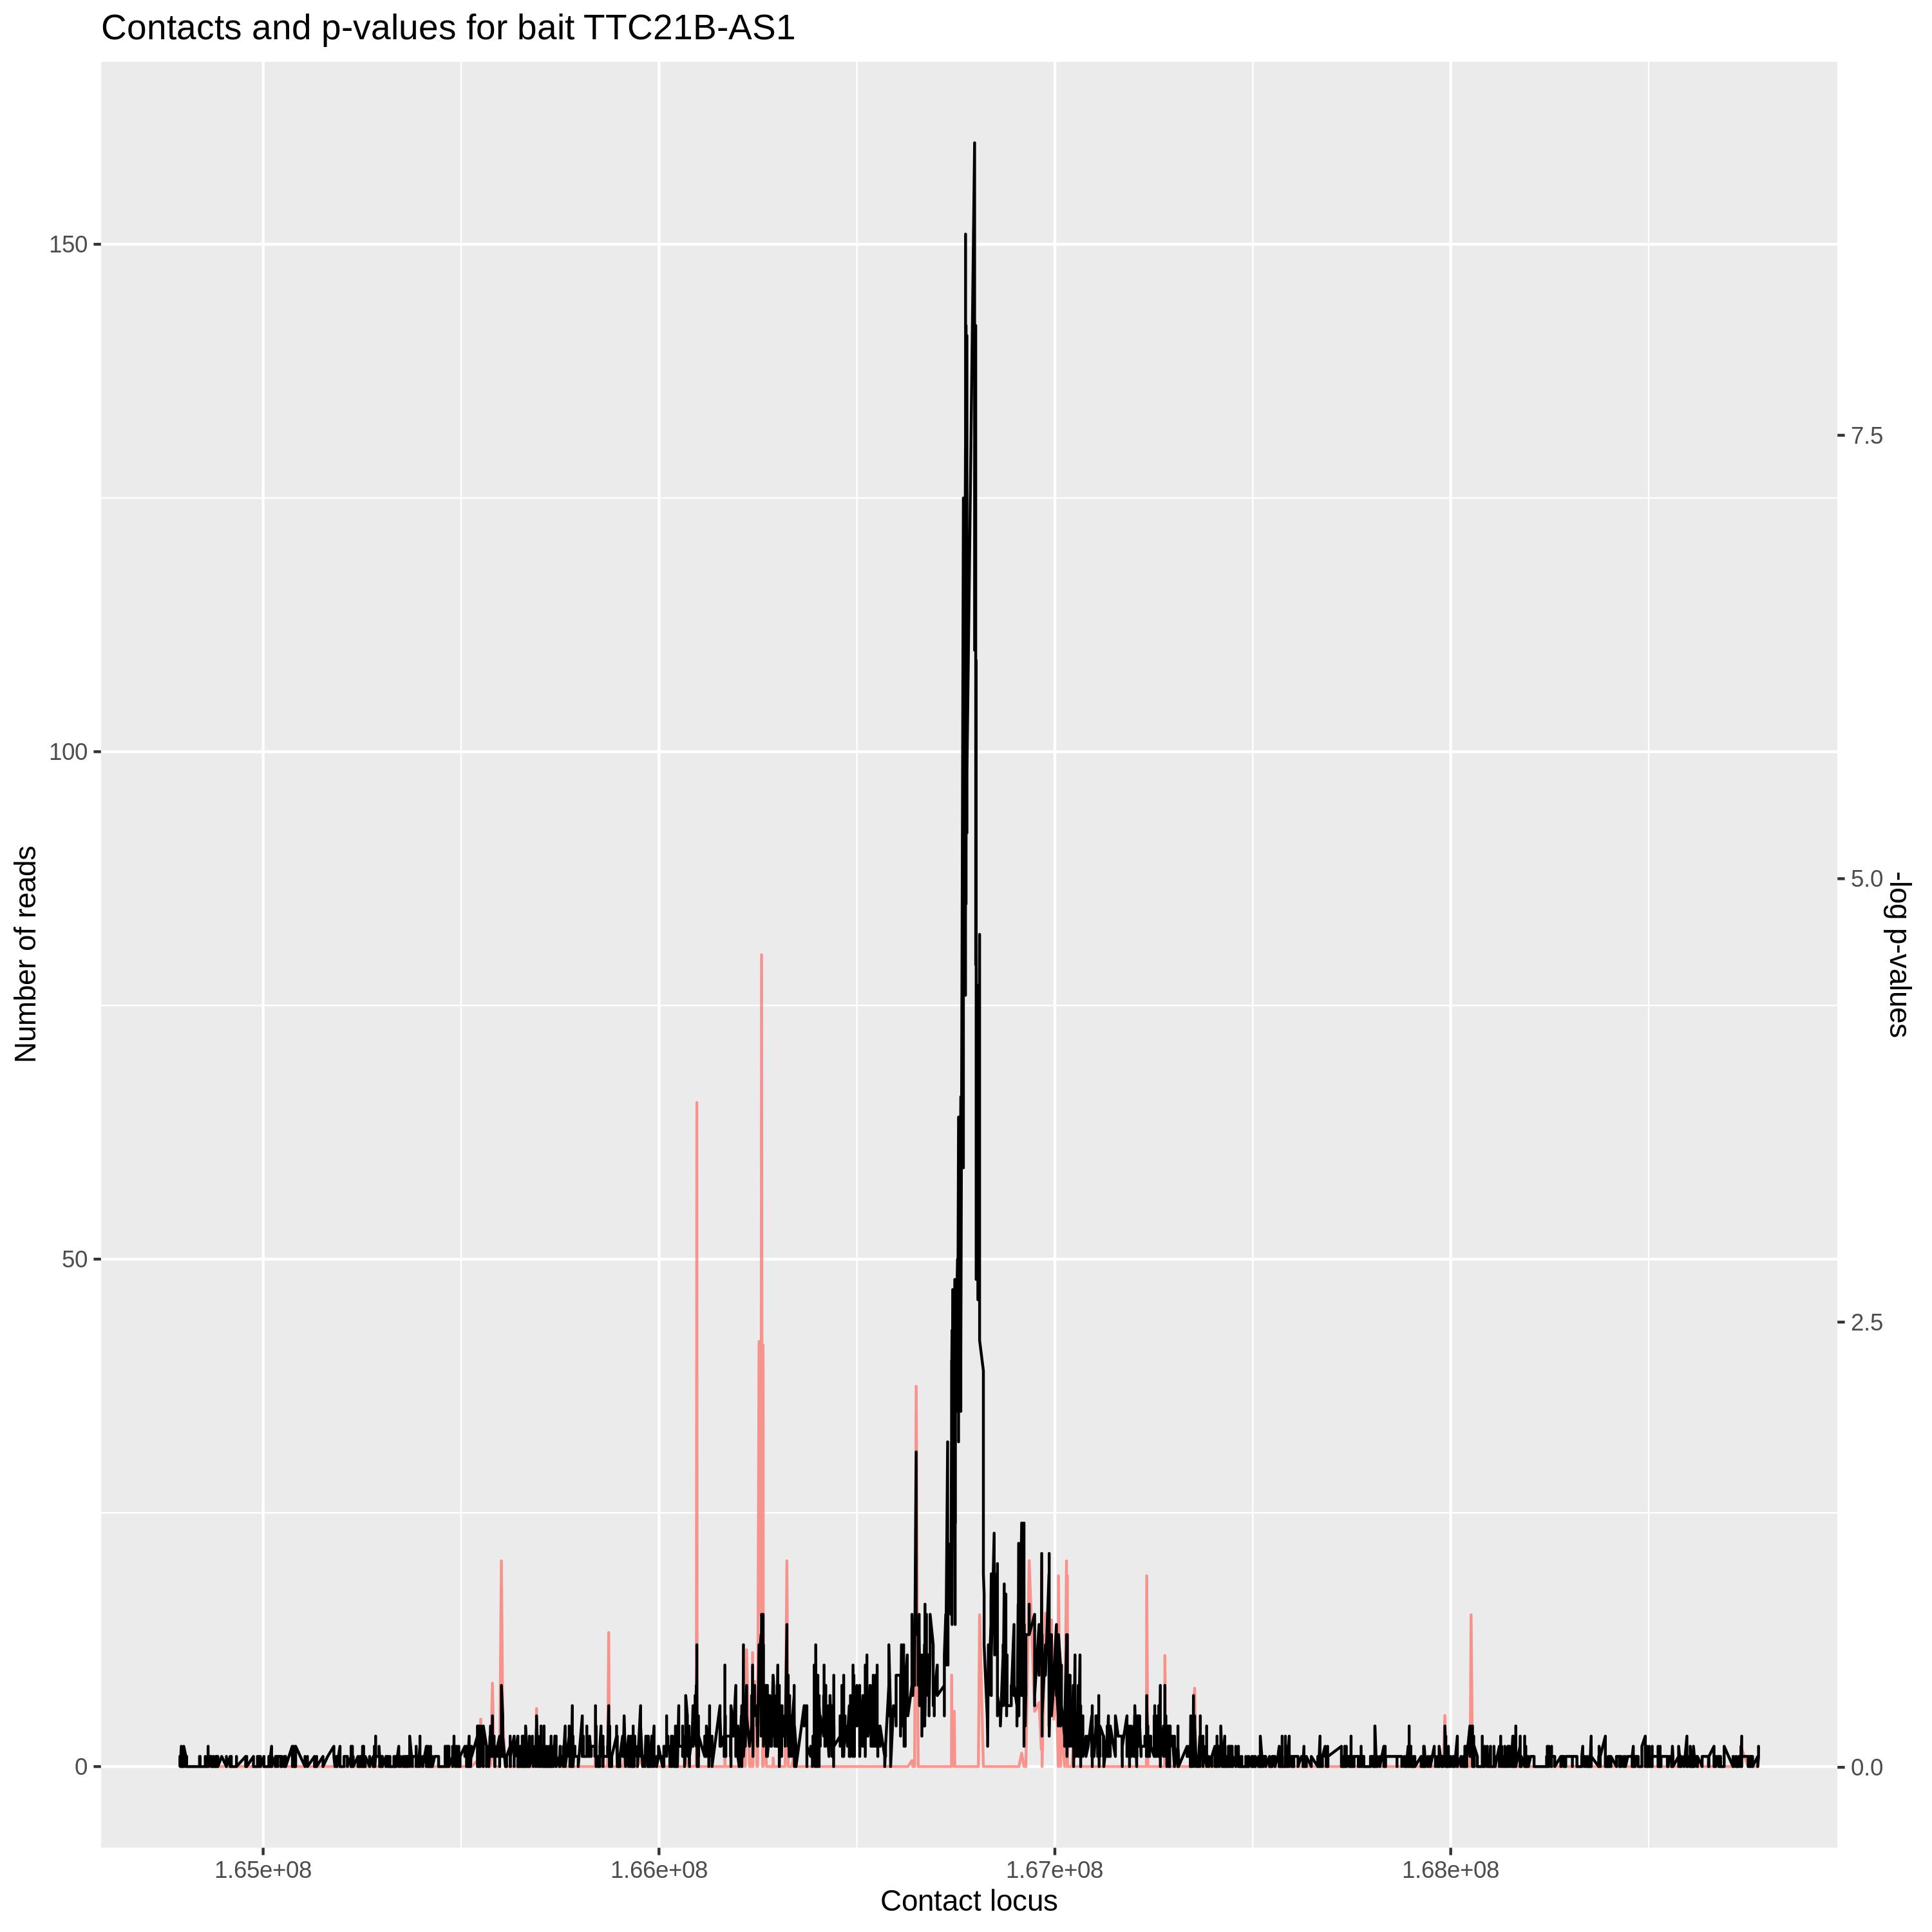 Contacts and p-values for bait TTC21B-AS1
150
100
50
0
Number of reads
7.5
5.0
2.5
0.0
-log p-values
1.65e+08
1.66e+08
1.67e+08
1.68e+08
Contact locus